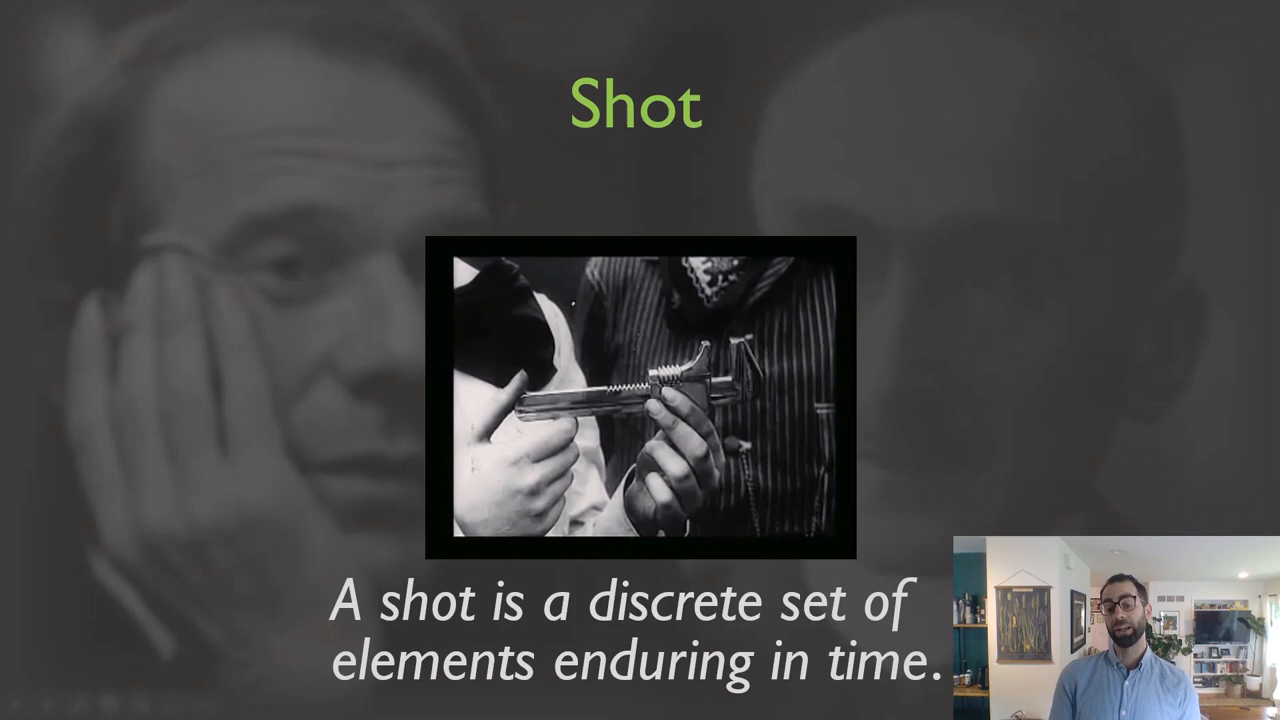 Shot
A shot is a discrete set of
elements enduring in time.